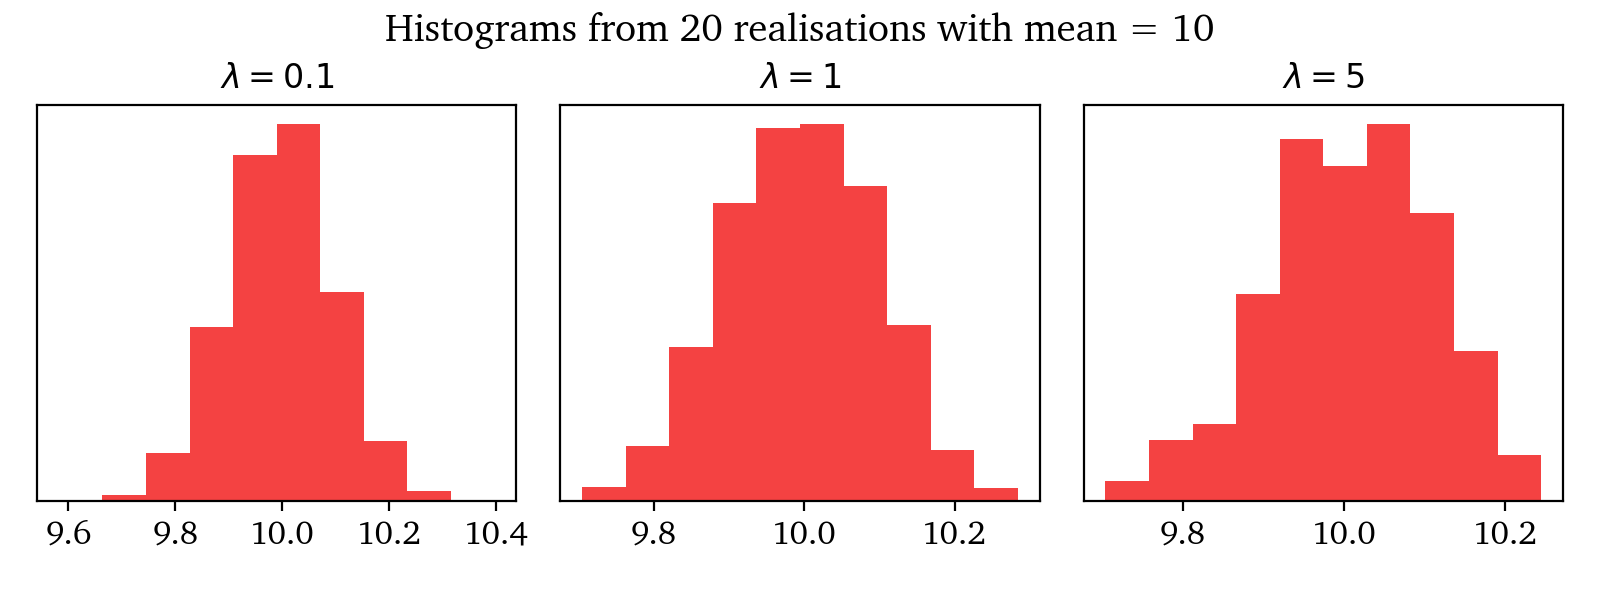 Histograms from 20 realisations with mean = 10
λ = 0.1
λ = 1
λ = 5
9.6 9.8 10.0 10.2 10.4
9.8 10.0 10.2
9.8 10.0 10.2